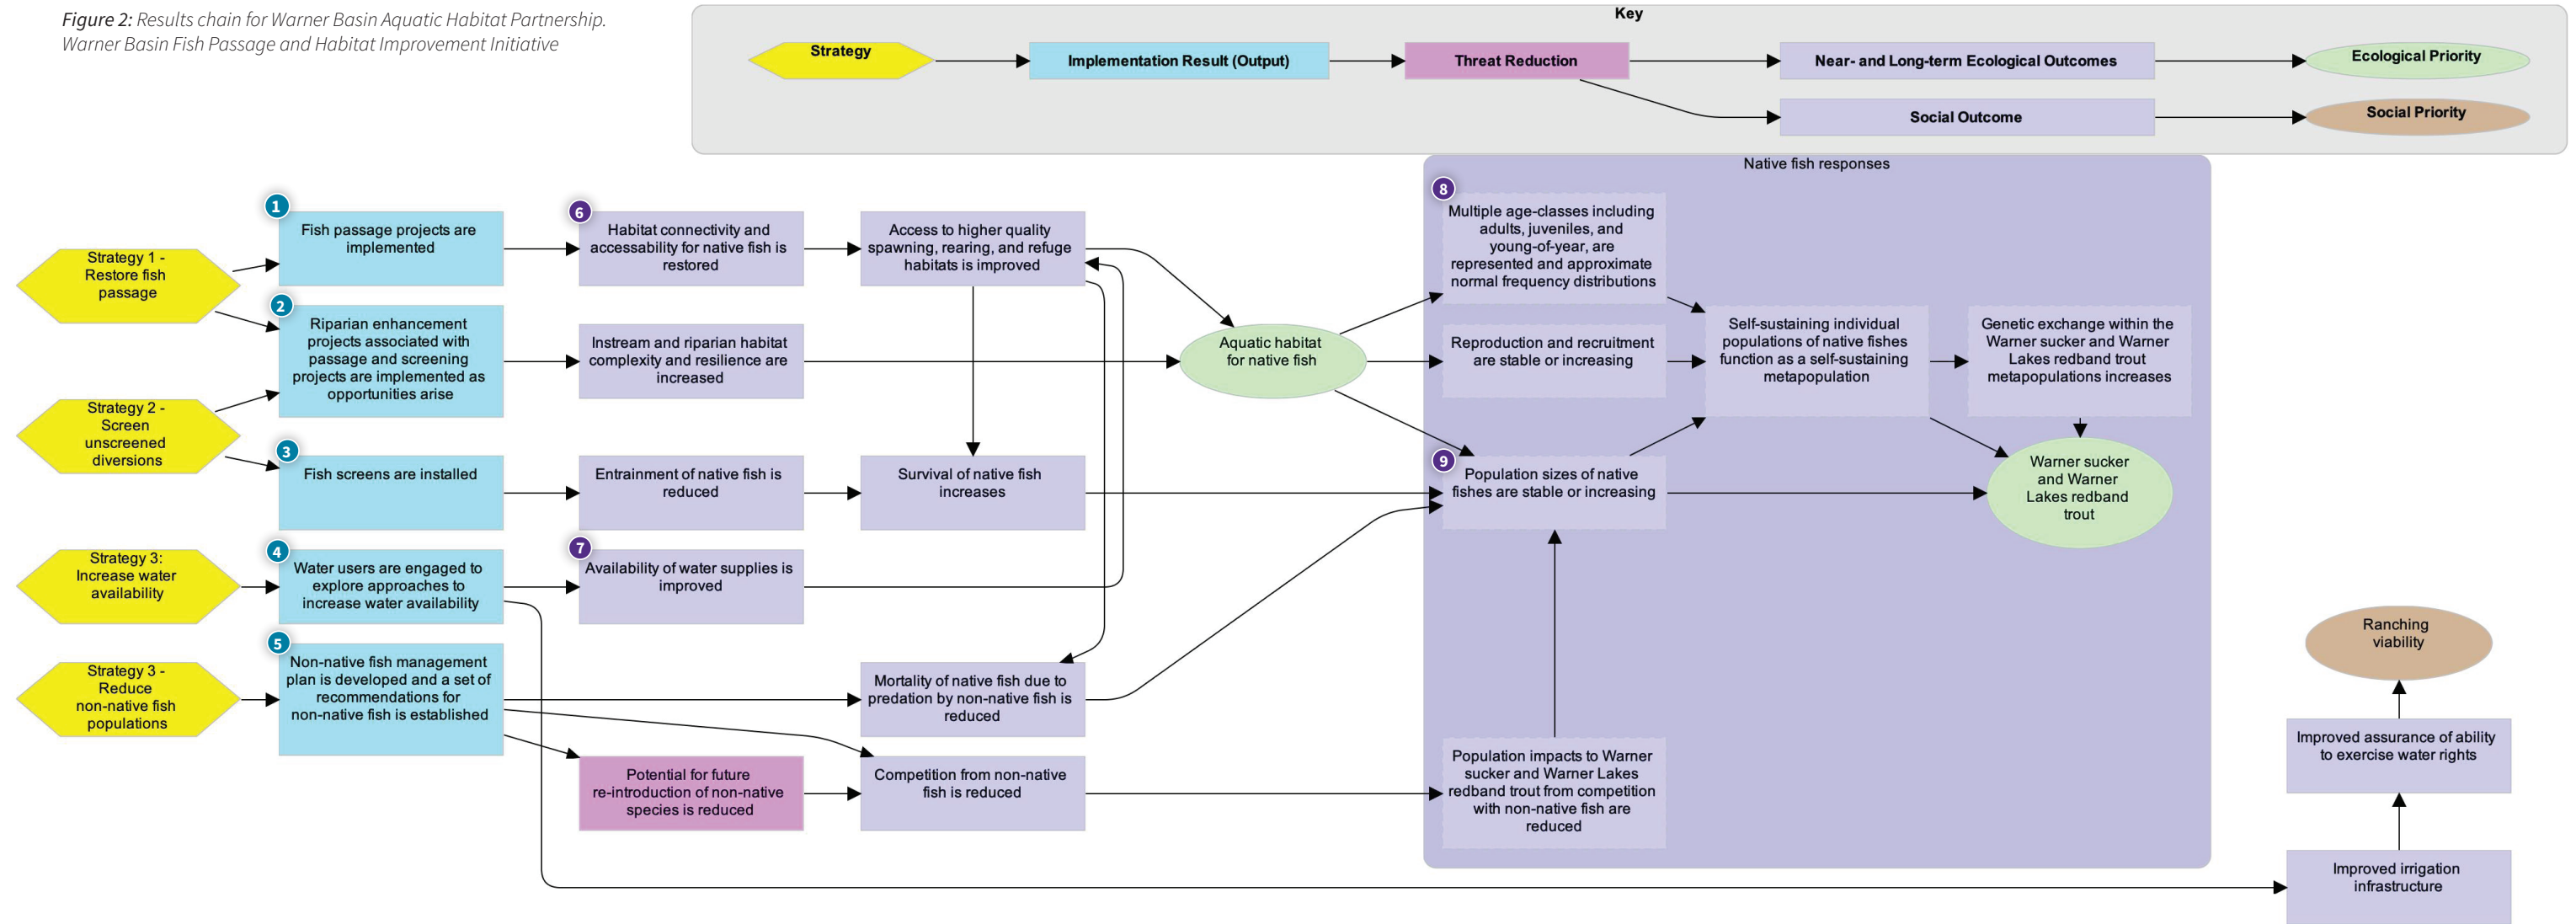 Figure 2: Results chain for Warner Basin Aquatic Habitat Partnership.
Warner Basin Fish Passage and Habitat Improvement Initiative
Key
Strategy
Implementation Result (Output)
Threat Reduction
Near- and Long-term Ecological Outcomes
Ecological Priority
Social Outcome
Social Priority
Strategy 1 -
Restore fish
passage
Strategy 2 -
Screen
unscreened
diversions
Strategy 3:
Increase water
availability
Strategy 3 -
Reduce
non-native fish
populations
1
Fish passage projects are
implemented
2
Riparian enhancement
projects associated with
passage and screening
projects are implemented as
opportunities arise
3
Fish screens are installed
4
Water users are engaged to
explore approaches to
increase water availability
5
Non-native fish management
plan is developed and a set of
recommendations for
non-native fish is established
6
Habitat connectivity and
accessability for native fish is
restored
Instream and riparian habitat
complexity and resilience are
increased
Entrainment of native fish is
reduced
7
Availability of water supplies is
improved
Potential for future
re-introduction of non-native
species is reduced
Access to higher quality
spawning, rearing, and refuge
habitats is improved
Survival of native fish
increases
Mortality of native fish due to
predation by non-native fish is
reduced
Competition from non-native
fish is reduced
Aquatic habitat
for native fish
Native fish responses
8
Multiple age-classes including
adults, juveniles, and
young-of-year, are
represented and approximate
normal frequency distributions
Reproduction and recruitment
are stable or increasing
9
Population sizes of native
fishes are stable or increasing
Population impacts to Warner
sucker and Warner Lakes
redband trout from competition
with non-native fish are
reduced
Self-sustaining individual
populations of native fishes
function as a self-sustaining
metapopulation
Genetic exchange within the
Warner sucker and Warner
Lakes redband trout
metapopulations increases
Warner sucker
and Warner
Lakes redband
trout
Ranching
viability
Improved assurance of ability
to exercise water rights
Improved irrigation
infrastructure